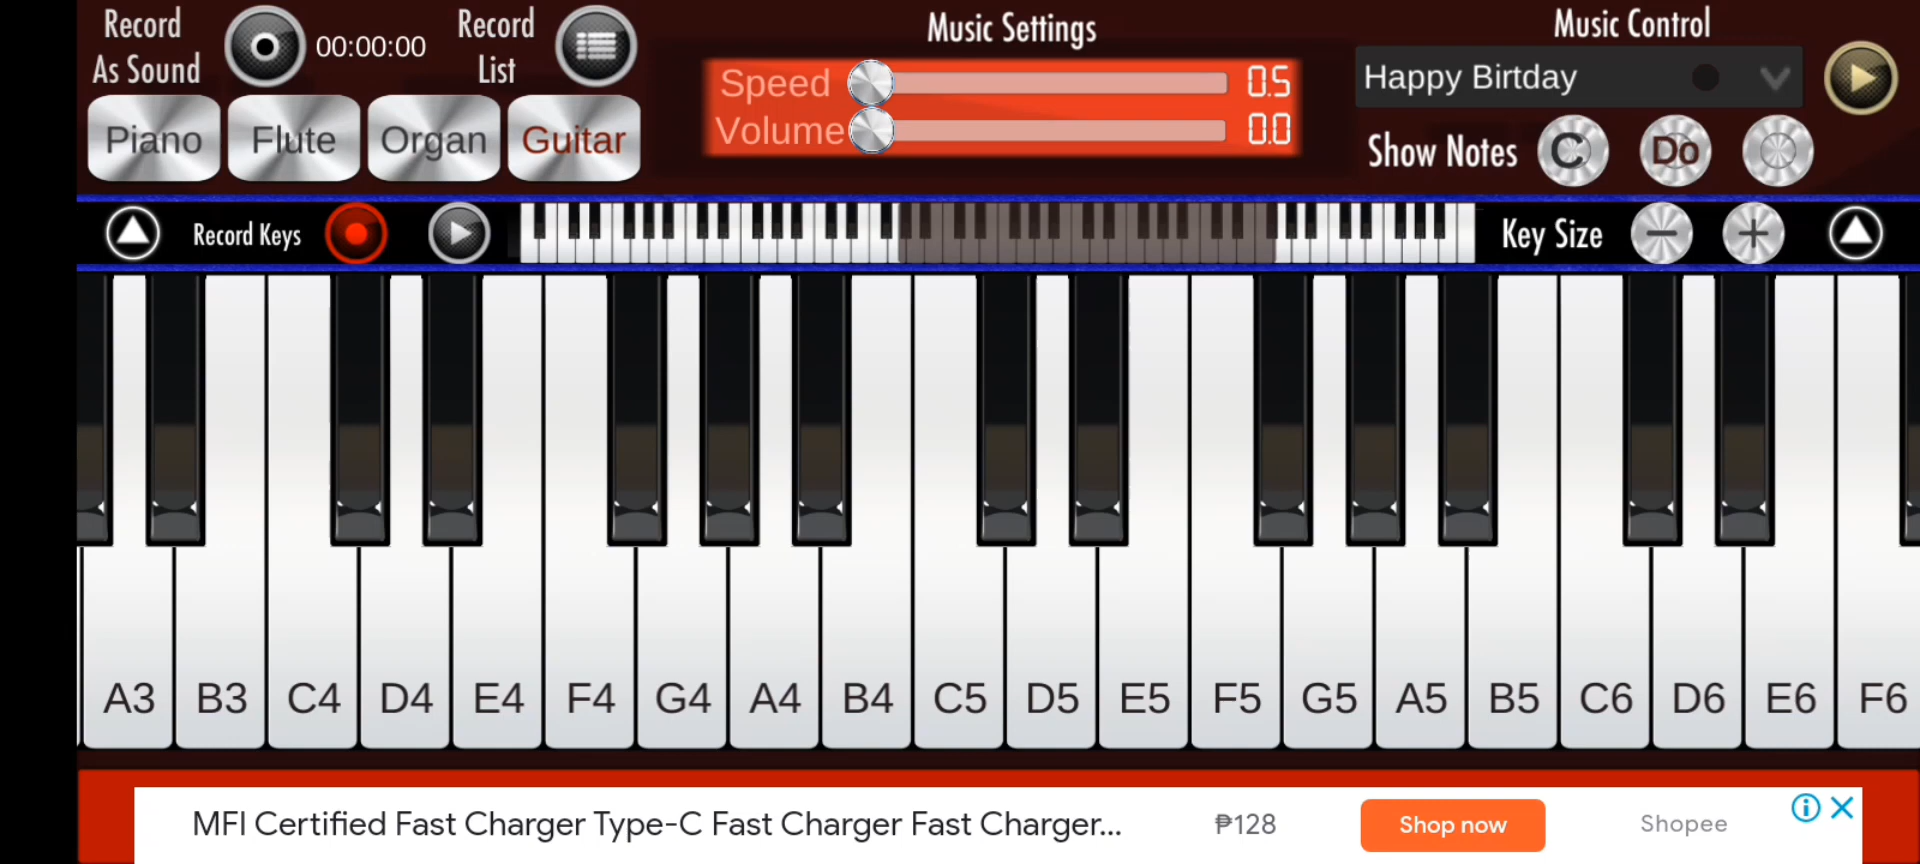 Record
As Sound
00:00:00
Record
List
Piano
Flute
Organ
Guitar
Music Settings
Speed 0.5
Volume 0.0
Music Control
Happy Birtday
Show Notes C Do
Record Keys
Key Size
A3 B3 C4 D4 E4 F4 G4 A4 B4 C5 D5 E5 F5 G5 A5 B5 C6 D6 E6 F6
MFI Certified Fast Charger Type-C Fast Charger Fast Charger... ₱128 Shop now Shopee